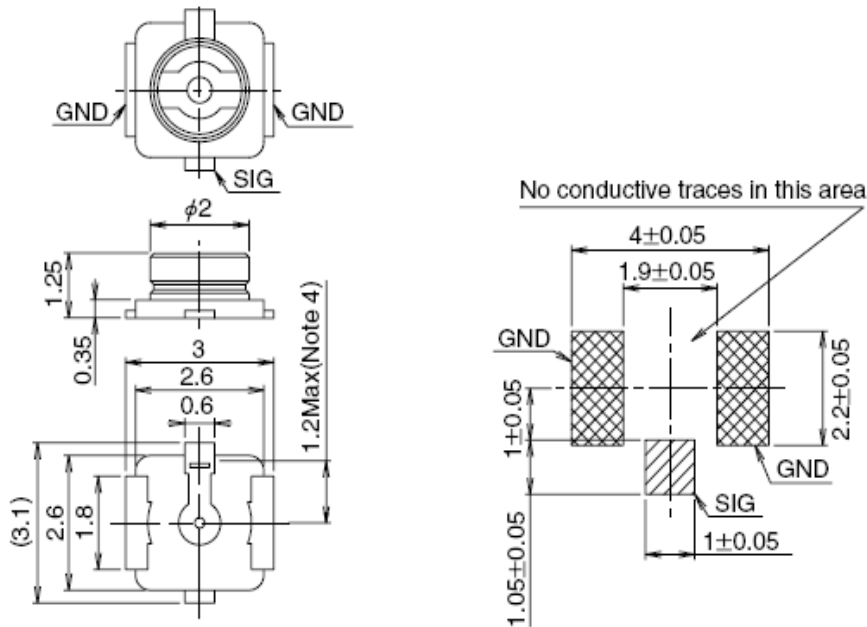 GND
GND
SIG
ϕ2
1.25
0.35
3
2.6
0.6
1.2Max(Note 4)
(3.1)
2.6
1.8
No conductive traces in this area
4±0.05
1.9±0.05
GND
2.2±0.05
1±0.05
GND
SIG
1.05±0.05
1±0.05